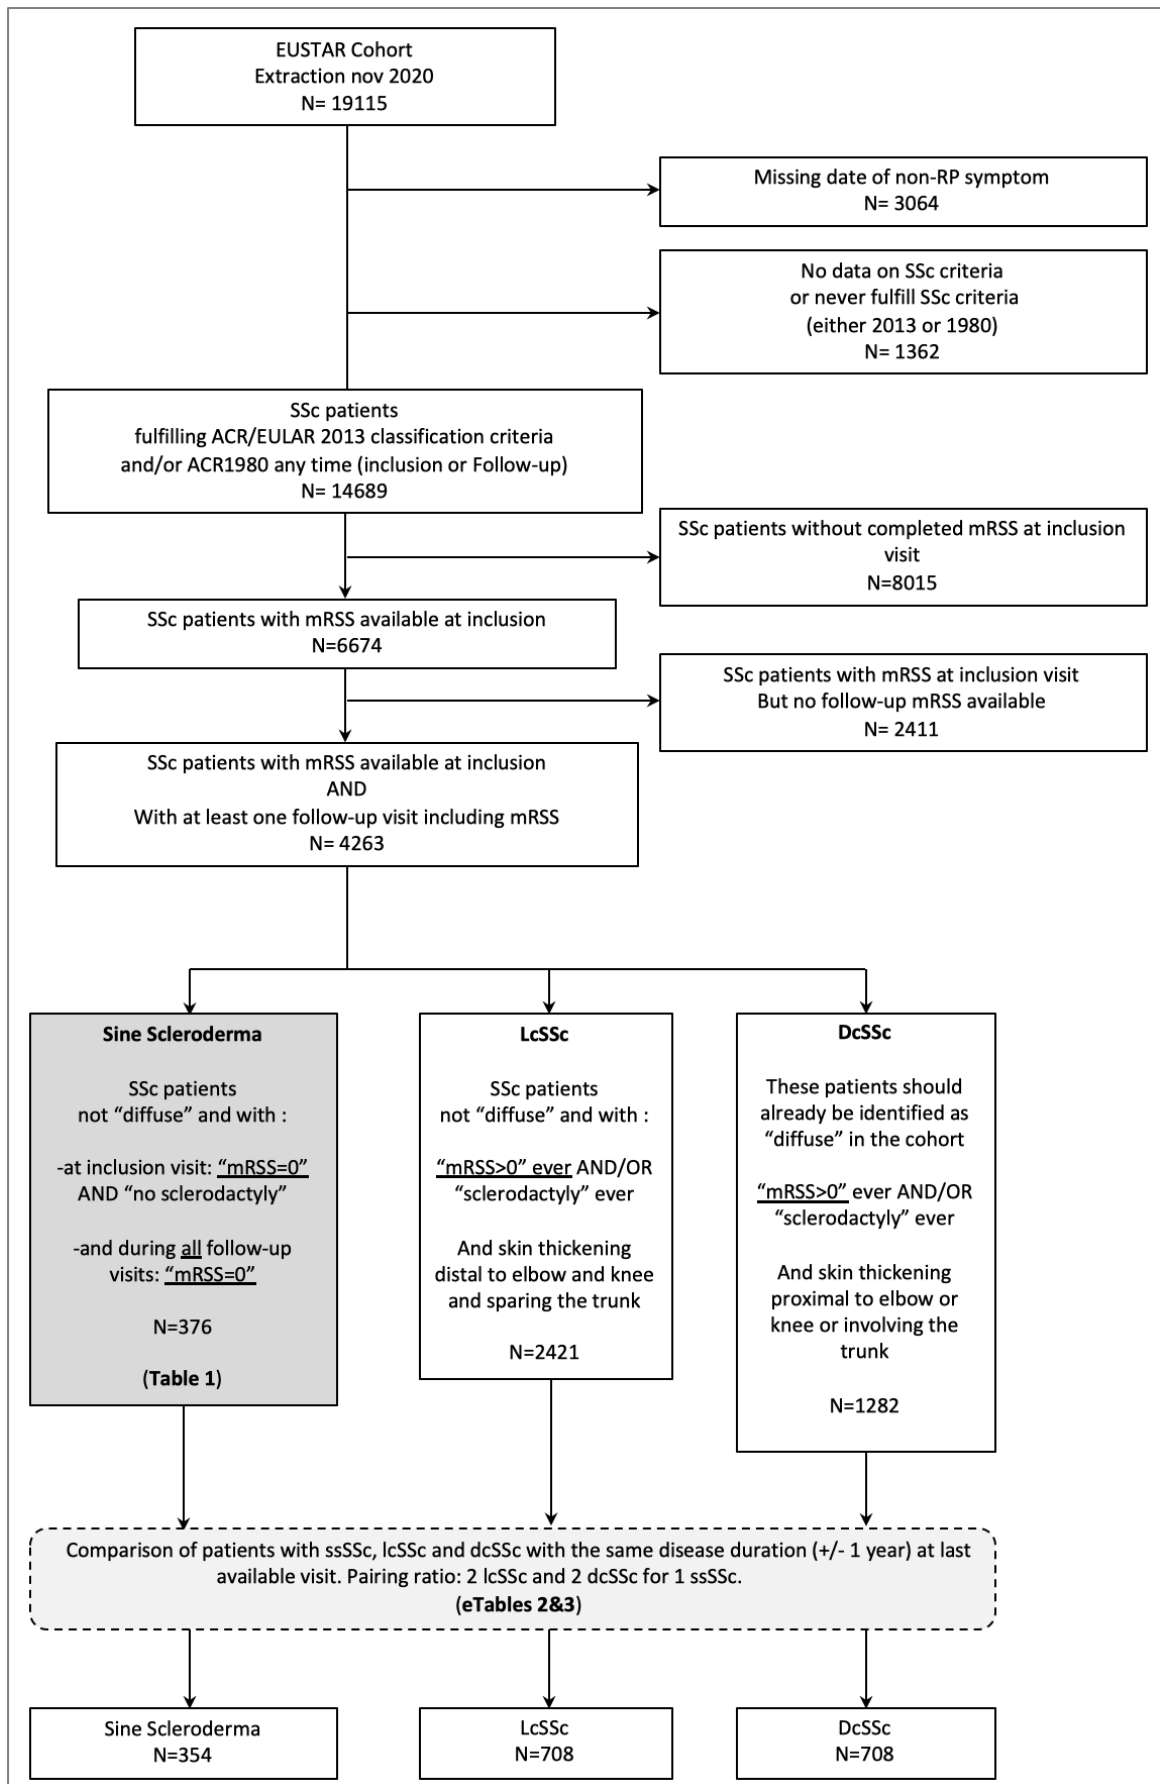 EUSTAR Cohort
Extraction nov 2020
N= 19115
Missing date of non-RP symptom
N= 3064
No data on SSc criteria
or never fulfill SSc criteria
(either 2013 or 1980)
N= 1362
SSc patients
fulfilling ACR/EULAR 2013 classification criteria
and/or ACR1980 any time (inclusion or Follow-up)
N= 14689
SSc patients without completed mRSS at inclusion
visit
N=8015
SSc patients with mRSS available at inclusion
N=6674
SSc patients with mRSS at inclusion visit
But no follow-up mRSS available
N= 2411
SSc patients with mRSS available at inclusion
AND
With at least one follow-up visit including mRSS
N= 4263
Sine Scleroderma
SSc patients
not “diffuse” and with :
-at inclusion visit: “mRSS=0”
AND “no sclerodactyly”
-and during all follow-up
visits: “mRSS=0”
N=376
(Table 1)
LcSSc
SSc patients
not “diffuse” and with :
“mRSS>0” ever AND/OR
“sclerodactyly” ever
And skin thickening
distal to elbow and knee
and sparing the trunk
N=2421
DcSSc
These patients should
already be identified as
“diffuse” in the cohort
“mRSS>0” ever AND/OR
“sclerodactyly” ever
And skin thickening
proximal to elbow or
knee or involving the
trunk
N=1282
Comparison of patients with ssSSc, lcSSc and dcSSc with the same disease duration (+/- 1 year) at last
available visit. Pairing ratio: 2 lcSSc and 2 dcSSc for 1 ssSSc.
(eTables 2&3)
Sine Scleroderma
N=354
LcSSc
N=708
DcSSc
N=708